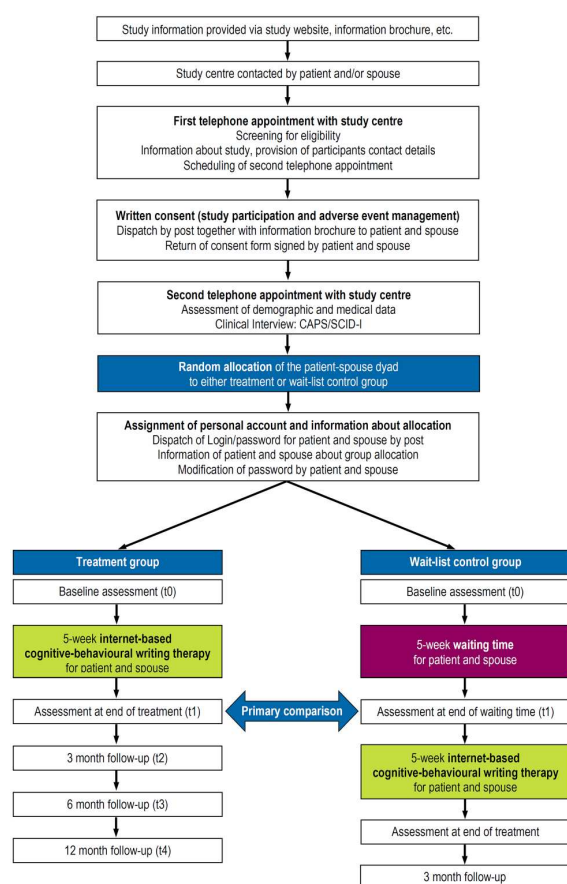 Study information provided via study website, information brochure, etc.
Study centre contacted by patient and/or spouse
First telephone appointment with study centre
Screening for eligibility
Information about study, provision of participants contact details
Scheduling of second telephone appointment
Written consent (study participation and adverse event management)
Dispatch by post together with information brochure to patient and spouse
Return of consent form signed by patient and spouse
Second telephone appointment with study centre
Assessment of demographic and medical data
Clinical Interview: CAPS/SCID-I
Random allocation of the patient-spouse dyad
to either treatment or wait-list control group
Assignment of personal account and information about allocation
Dispatch of Login/password for patient and spouse by post
Information of patient and spouse about group allocation
Modification of password by patient and spouse
Treatment group
Baseline assessment (t0)
5-week internet-based
cognitive-behavioural writing therapy
for patient and spouse
Assessment at end of treatment (t1)
3 month follow-up (t2)
6 month follow-up (t3)
12 month follow-up (t4)
Primary comparison
Wait-list control group
Baseline assessment (t0)
5-week waiting time
for patient and spouse
Assessment at end of waiting time (t1)
5-week internet-based
cognitive-behavioural writing therapy
for patient and spouse
Assessment at end of treatment
3 month follow-up